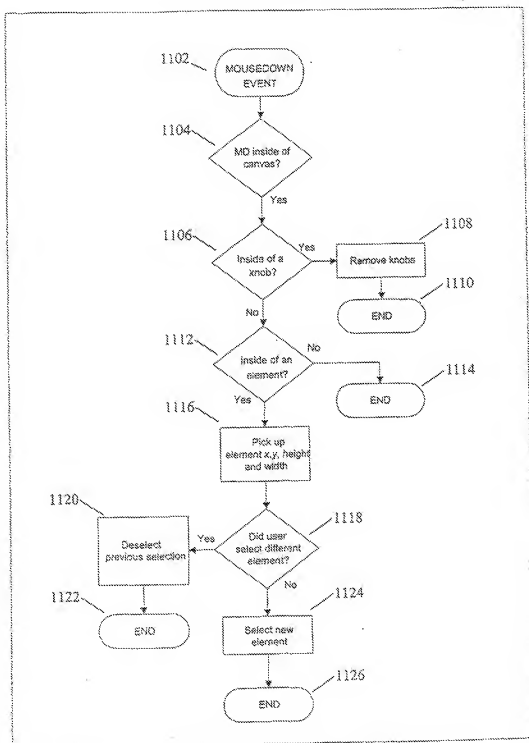 1102
MOUSEDOWN
EVENT
1104
MD inside of
canvas?
Yes
1106
Inside of a
knob?
Yes
1108
Remove knobs
1110
END
No
1112
Inside of an
element?
No
1114
END
Yes
1116
Pick up
element x,y, height
and width
1118
Did user
select different
element?
Yes
1120
Deselect
previous selection
1122
END
No
1124
Select new
element
1126
END